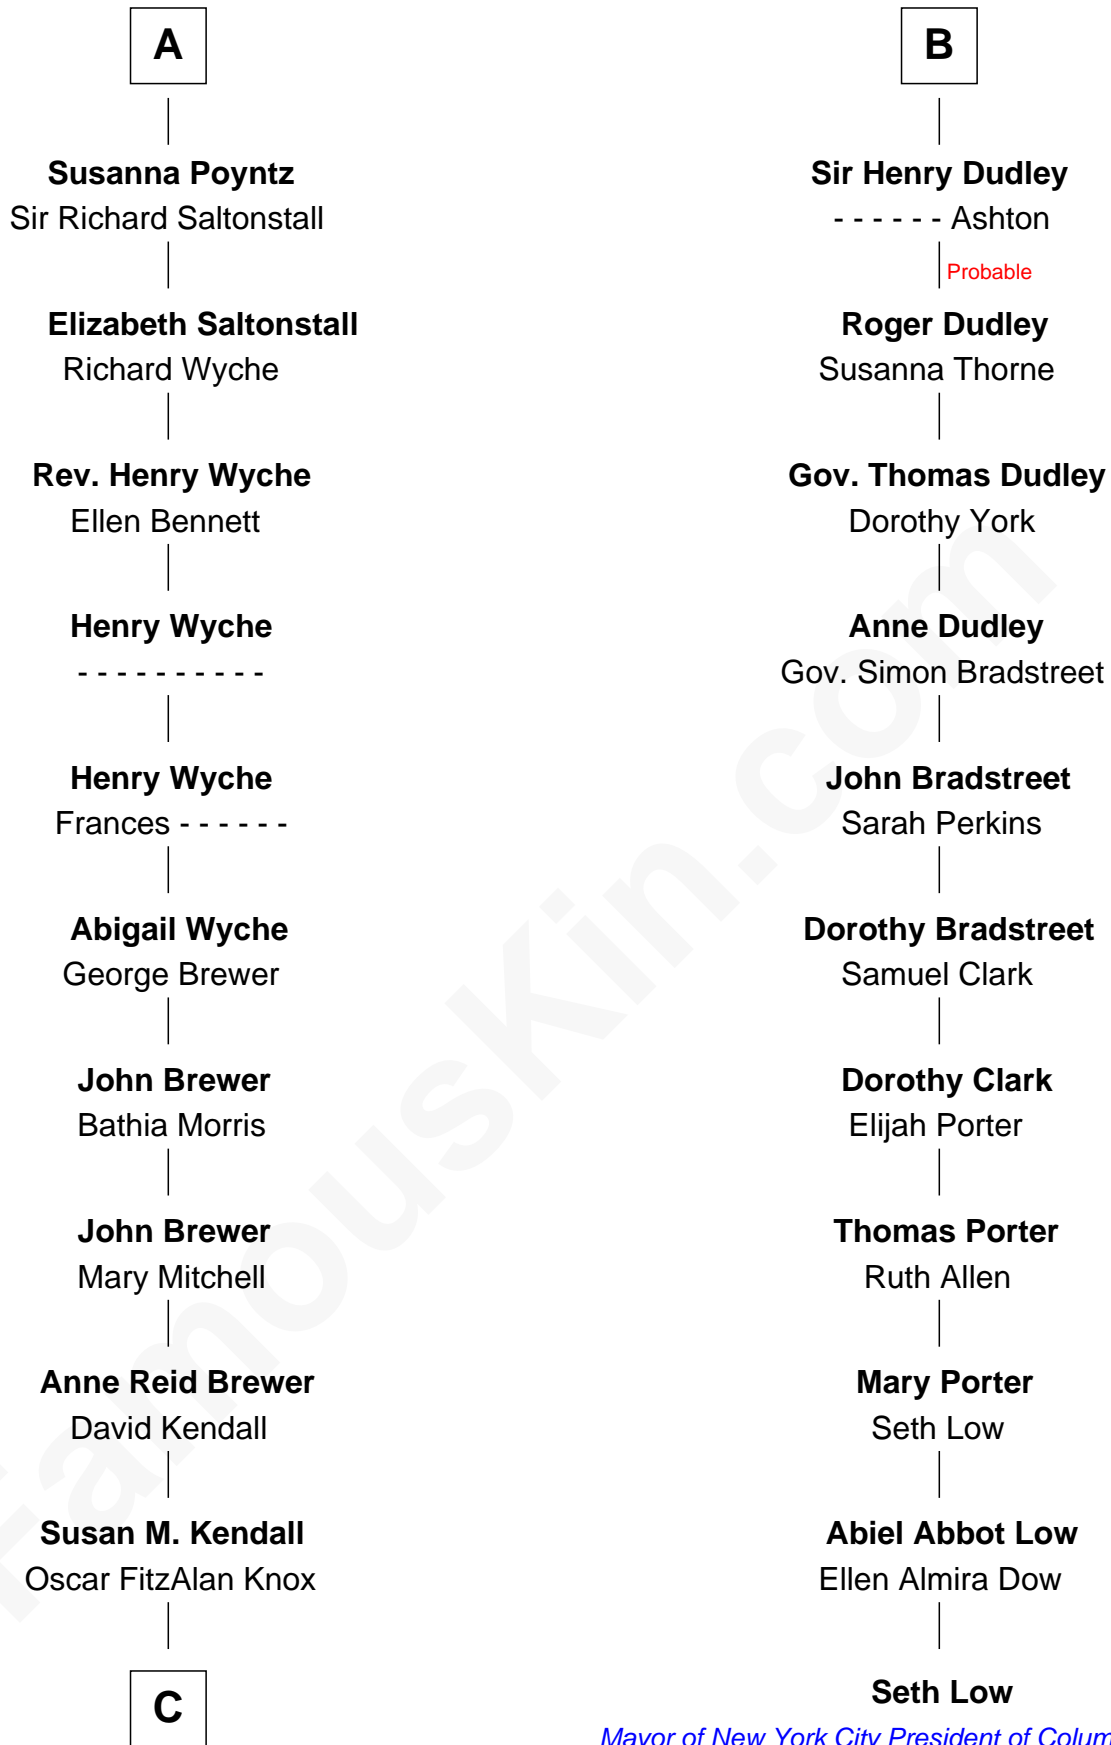 A
Susanna Poyntz
Sir Richard Saltonstall
Elizabeth Saltonstall
Richard Wyche
Rev. Henry Wyche
Ellen Bennett
Henry Wyche
- - - - - - - - - -
Henry Wyche
Frances - - - - - -
Abigail Wyche
George Brewer
John Brewer
Bathia Morris
John Brewer
Mary Mitchell
Anne Reid Brewer
David Kendall
Susan M. Kendall
Oscar FitzAlan Knox
C
B
Sir Henry Dudley
- - - - - - Ashton
Probable
Roger Dudley
Susanna Thorne
Gov. Thomas Dudley
Dorothy York
Anne Dudley
Gov. Simon Bradstreet
John Bradstreet
Sarah Perkins
Dorothy Bradstreet
Samuel Clark
Dorothy Clark
Elijah Porter
Thomas Porter
Ruth Allen
Mary Porter
Seth Low
Abiel Abbot Low
Ellen Almira Dow
Seth Low
Mayor of New York City President of Colum
FamousKin.com